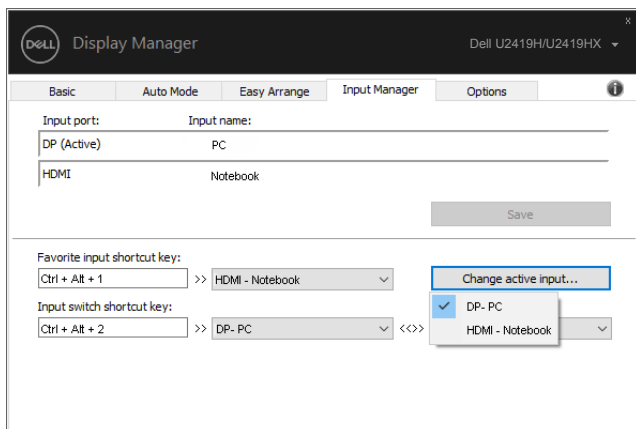 x
DELL Display Manager Dell U2419H/U2419HX
Basic Auto Mode Easy Arrange Input Manager Options i
Input port: Input name:
DP (Active) PC
HDMI Notebook
Save
Favorite input shortcut key:
Ctrl + Alt + 1 >> HDMI - Notebook Change active input...
Input switch shortcut key:
DP- PC
Ctrl + Alt + 2 >> DP- PC <<>>
HDMI - Notebook